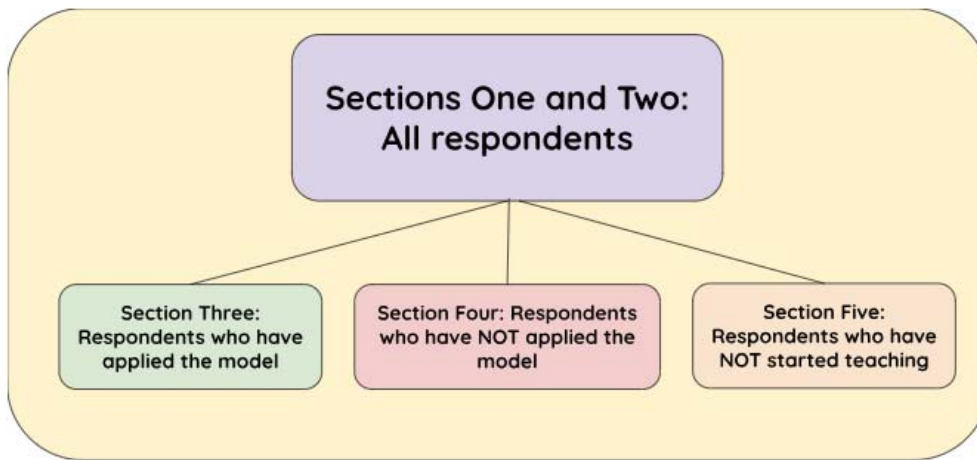 Sections One and Two:
All respondents
Section Three:
Respondents who have
applied the model
Section Four: Respondents
who have NOT applied the
model
Section Five:
Respondents who have
NOT started teaching